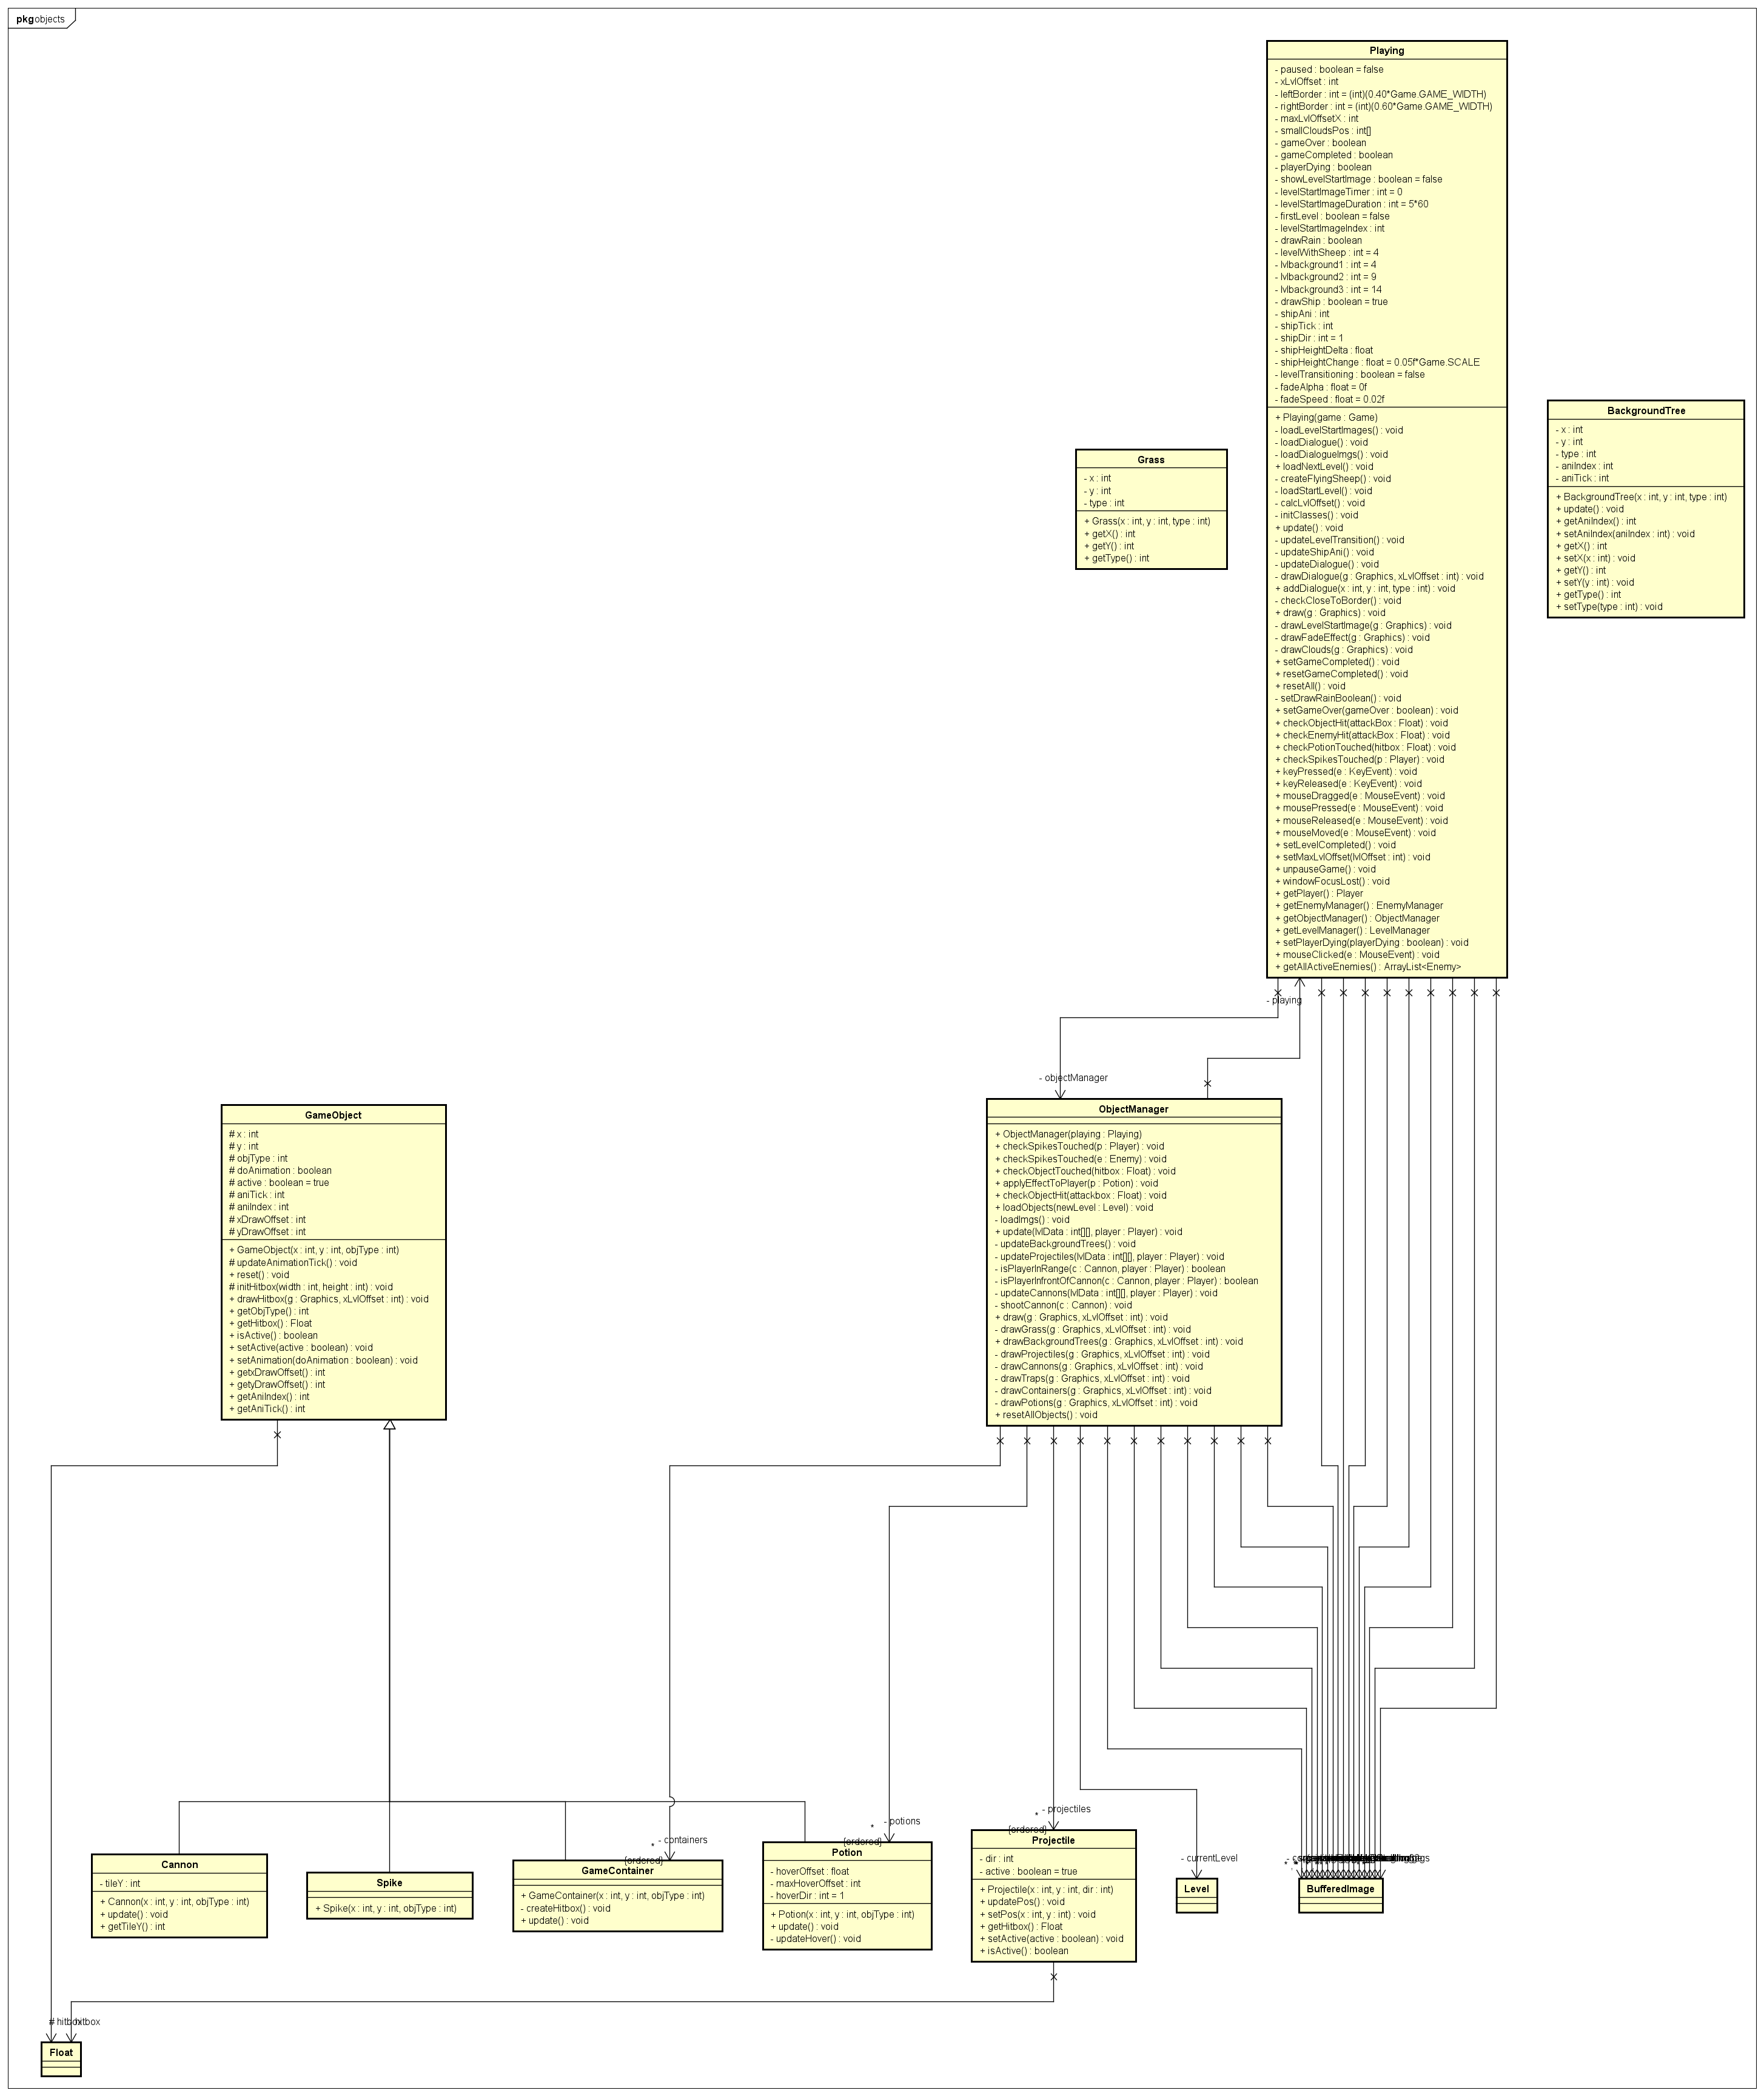 pkg objects
Playing
- paused : boolean = false
- xLvlOffset : int
- leftBorder : int = (int)(0.40*Game.GAME_WIDTH)
- rightBorder : int = (int)(0.60*Game.GAME_WIDTH)
- maxLvlOffsetX : int
- smallCloudsPos : int[]
- gameOver : boolean
- gameCompleted : boolean
- playerDying : boolean
- showLevelStartImage : boolean = false
- levelStartImageTimer : int = 0
- levelStartImageDuration : int = 5*60
- firstLevel : boolean = false
- levelStartImageIndex : int
- drawRain : boolean
- levelWithSheep : int = 4
- lvlbackground1 : int = 4
- lvlbackground2 : int = 9
- lvlbackground3 : int = 14
- drawShip : boolean = true
- shipAni : int
- shipTick : int
- shipDir : int = 1
- shipHeightDelta : float
- shipHeightChange : float = 0.05f*Game.SCALE
- levelTransitioning : boolean = false
- fadeAlpha : float = 0f
- fadeSpeed : float = 0.02f
+ Playing(game : Game)
- loadLevelStartImages() : void
- loadDialogue() : void
- loadDialogueImgs() : void
+ loadNextLevel() : void
- createFlyingSheep() : void
- loadStartLevel() : void
- calcLvlOffset() : void
- initClasses() : void
+ update() : void
- updateLevelTransition() : void
- updateShipAni() : void
- updateDialogue() : void
- drawDialogue(g : Graphics, xLvlOffset : int) : void
+ addDialogue(x : int, y : int, type : int) : void
- checkCloseToBorder() : void
+ draw(g : Graphics) : void
- drawLevelStartImage(g : Graphics) : void
- drawFadeEffect(g : Graphics) : void
- drawClouds(g : Graphics) : void
+ setGameCompleted() : void
+ resetGameCompleted() : void
+ resetAll() : void
- setDrawRainBoolean() : void
+ setGameOver(gameOver : boolean) : void
+ checkObjectHit(attackBox : Float) : void
+ checkEnemyHit(attackBox : Float) : void
+ checkPotionTouched(hitbox : Float) : void
+ checkSpikesTouched(p : Player) : void
+ keyPressed(e : KeyEvent) : void
+ keyReleased(e : KeyEvent) : void
+ mouseDragged(e : MouseEvent) : void
+ mousePressed(e : MouseEvent) : void
+ mouseReleased(e : MouseEvent) : void
+ mouseMoved(e : MouseEvent) : void
+ setLevelCompleted() : void
+ setMaxLvlOffset(lvlOffset : int) : void
+ unpauseGame() : void
+ windowFocusLost() : void
+ getPlayer() : Player
+ getEnemyManager() : EnemyManager
+ getObjectManager() : ObjectManager
+ getLevelManager() : LevelManager
+ setPlayerDying(playerDying : boolean) : void
+ mouseClicked(e : MouseEvent) : void
+ getAllActiveEnemies() : ArrayList<Enemy>
BackgroundTree
- x : int
- y : int
- type : int
- aniIndex : int
- aniTick : int
+ BackgroundTree(x : int, y : int, type : int)
+ update() : void
+ getAniIndex() : int
+ setAniIndex(aniIndex : int) : void
+ getX() : int
+ setX(x : int) : void
+ getY() : int
+ setY(y : int) : void
+ getType() : int
+ setType(type : int) : void
Grass
- x : int
- y : int
- type : int
+ Grass(x : int, y : int, type : int)
+ getX() : int
+ getY() : int
+ getType() : int
- playing
- objectManager
GameObject
# x : int
# y : int
# objType : int
# doAnimation : boolean
# active : boolean = true
# aniTick : int
# aniIndex : int
# xDrawOffset : int
# yDrawOffset : int
+ GameObject(x : int, y : int, objType : int)
# updateAnimationTick() : void
+ reset() : void
# initHitbox(width : int, height : int) : void
+ drawHitbox(g : Graphics, xLvlOffset : int) : void
+ getObjType() : int
+ getHitbox() : Float
+ isActive() : boolean
+ setActive(active : boolean) : void
+ setAnimation(doAnimation : boolean) : void
+ getxDrawOffset() : int
+ getyDrawOffset() : int
+ getAniIndex() : int
+ getAniTick() : int
ObjectManager
+ ObjectManager(playing : Playing)
+ checkSpikesTouched(p : Player) : void
+ checkSpikesTouched(e : Enemy) : void
+ checkObjectTouched(hitbox : Float) : void
+ applyEffectToPlayer(p : Potion) : void
+ checkObjectHit(attackbox : Float) : void
+ loadObjects(newLevel : Level) : void
- loadImgs() : void
+ update(lvlData : int[][], player : Player) : void
- updateBackgroundTrees() : void
- updateProjectiles(lvlData : int[][], player : Player) : void
- isPlayerInRange(c : Cannon, player : Player) : boolean
- isPlayerInfrontOfCannon(c : Cannon, player : Player) : boolean
- updateCannons(lvlData : int[][], player : Player) : void
- shootCannon(c : Cannon) : void
+ draw(g : Graphics, xLvlOffset : int) : void
- drawGrass(g : Graphics, xLvlOffset : int) : void
+ drawBackgroundTrees(g : Graphics, xLvlOffset : int) : void
- drawProjectiles(g : Graphics, xLvlOffset : int) : void
- drawCannons(g : Graphics, xLvlOffset : int) : void
- drawTraps(g : Graphics, xLvlOffset : int) : void
- drawContainers(g : Graphics, xLvlOffset : int) : void
- drawPotions(g : Graphics, xLvlOffset : int) : void
+ resetAllObjects() : void
Cannon
- tileY : int
+ Cannon(x : int, y : int, objType : int)
+ update() : void
+ getTileY() : int
Spike
+ Spike(x : int, y : int, objType : int)
* - containers
{ordered}
GameContainer
+ GameContainer(x : int, y : int, objType : int)
- createHitbox() : void
+ update() : void
* - potions
{ordered}
Potion
- hoverOffset : float
- maxHoverOffset : int
- hoverDir : int = 1
+ Potion(x : int, y : int, objType : int)
+ update() : void
- updateHover() : void
* - projectiles
{ordered}
Projectile
- dir : int
- active : boolean = true
+ Projectile(x : int, y : int, dir : int)
+ updatePos() : void
+ setPos(x : int, y : int) : void
+ getHitbox() : Float
+ setActive(active : boolean) : void
+ isActive() : boolean
- currentLevel
Level
BufferedImage
# hitbox
hitbox
Float